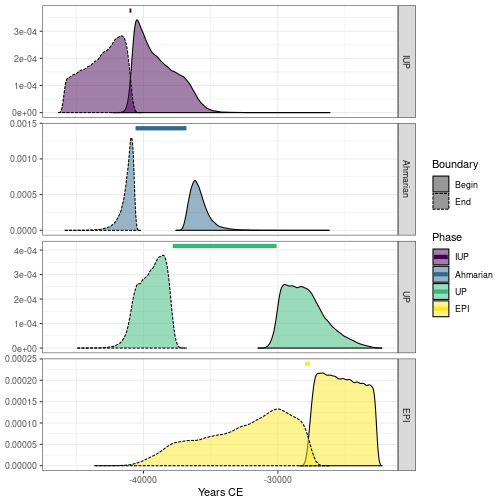 3e-04
2e-04
1e-04
0e+00
IUP
0.0015
0.0010
0.0005
0.0000
Ahmarian
4e-04
3e-04
2e-04
1e-04
0e+00
UP
0.00025
0.00020
0.00015
0.00010
0.00005
0.00000
EPI
-40000
-30000
Years CE
Boundary
Begin
End
Phase
IUP
Ahmarian
UP
EPI